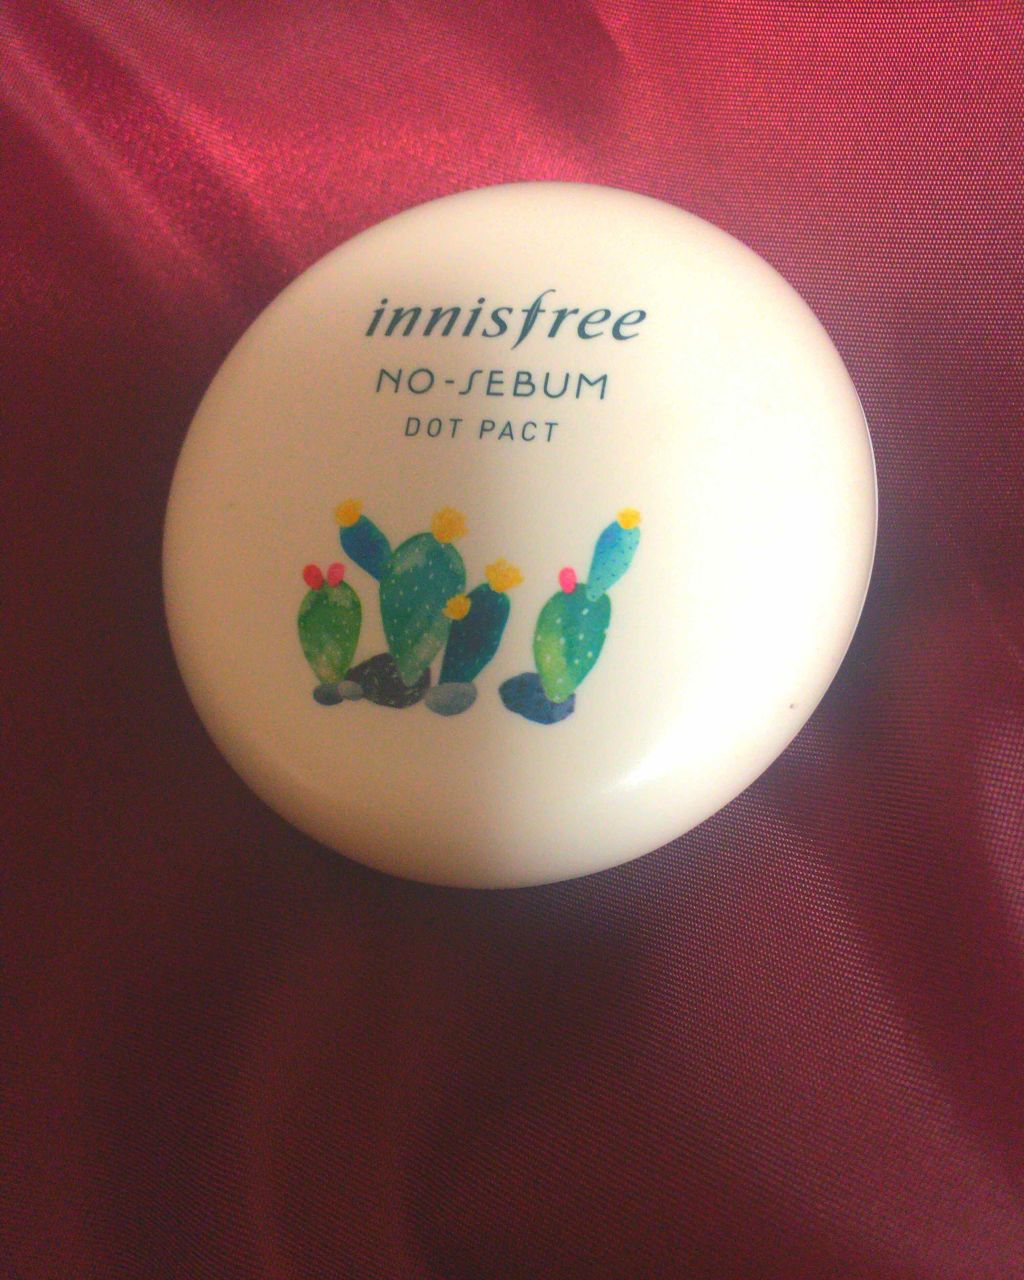 innisfree
NO-SEBUM
DOT PACT